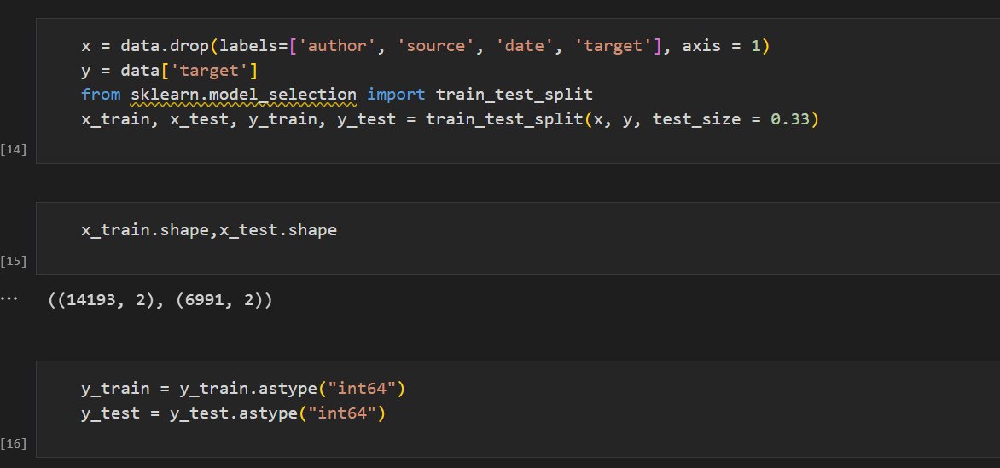 x = data.drop(labels=['author', 'source', 'date', 'target'], axis = 1)
y = data['target']
from sklearn.model_selection import train_test_split
x_train, x_test, y_train, y_test = train_test_split(x, y, test_size = 0.33)
[14]
x_train.shape,x_test.shape
[15]
... ((14193, 2), (6991, 2))
y_train = y_train.astype("int64")
y_test = y_test.astype("int64")
[16]